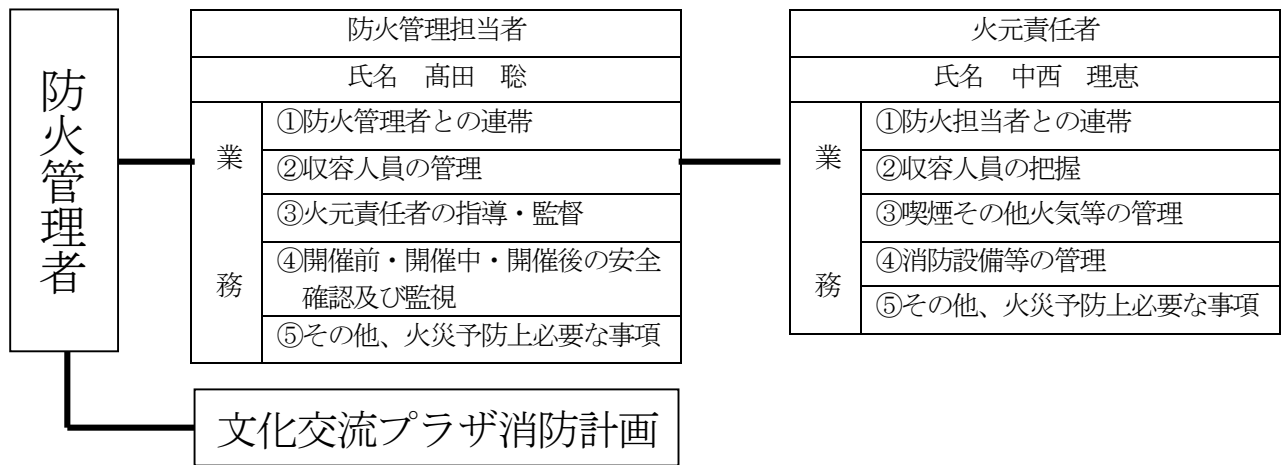 防火管理者
防火管理担当者
氏名　髙田　聡
業務
①防火管理者との連帯
②収容人員の管理
③火元責任者の指導・監督
④開催前・開催中・開催後の安全
確認及び監視
⑤その他、火災予防上必要な事項
火元責任者
氏名　中西　理恵
業務
①防火担当者との連帯
②収容人員の把握
③喫煙その他火気等の管理
④消防設備等の管理
⑤その他、火災予防上必要な事項
文化交流プラザ消防計画